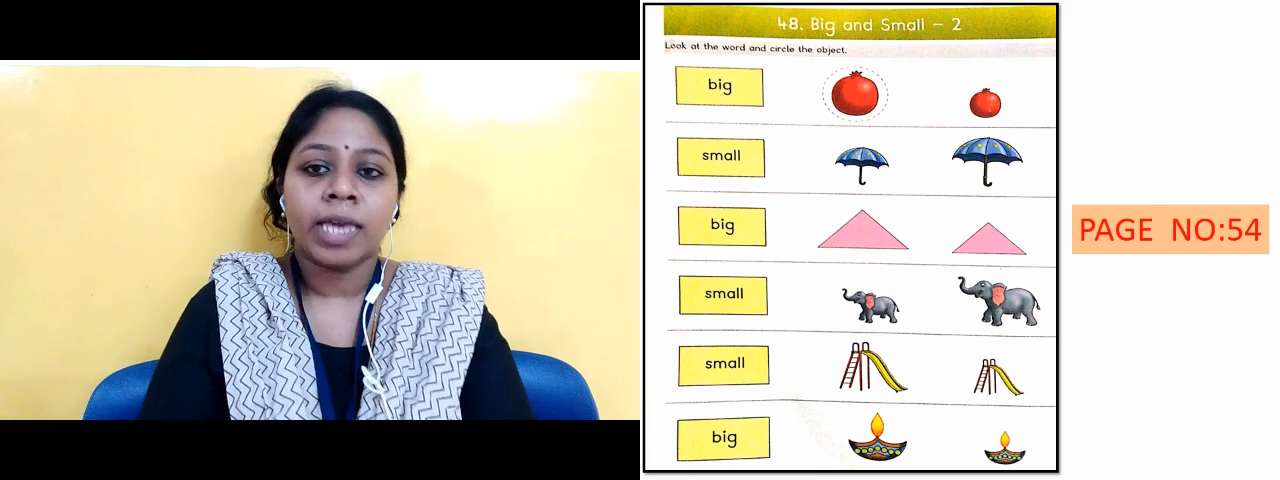 48. Big and Small – 2
Look at the word and circle the object.
big
small
big
small
small
big
PAGE NO:54